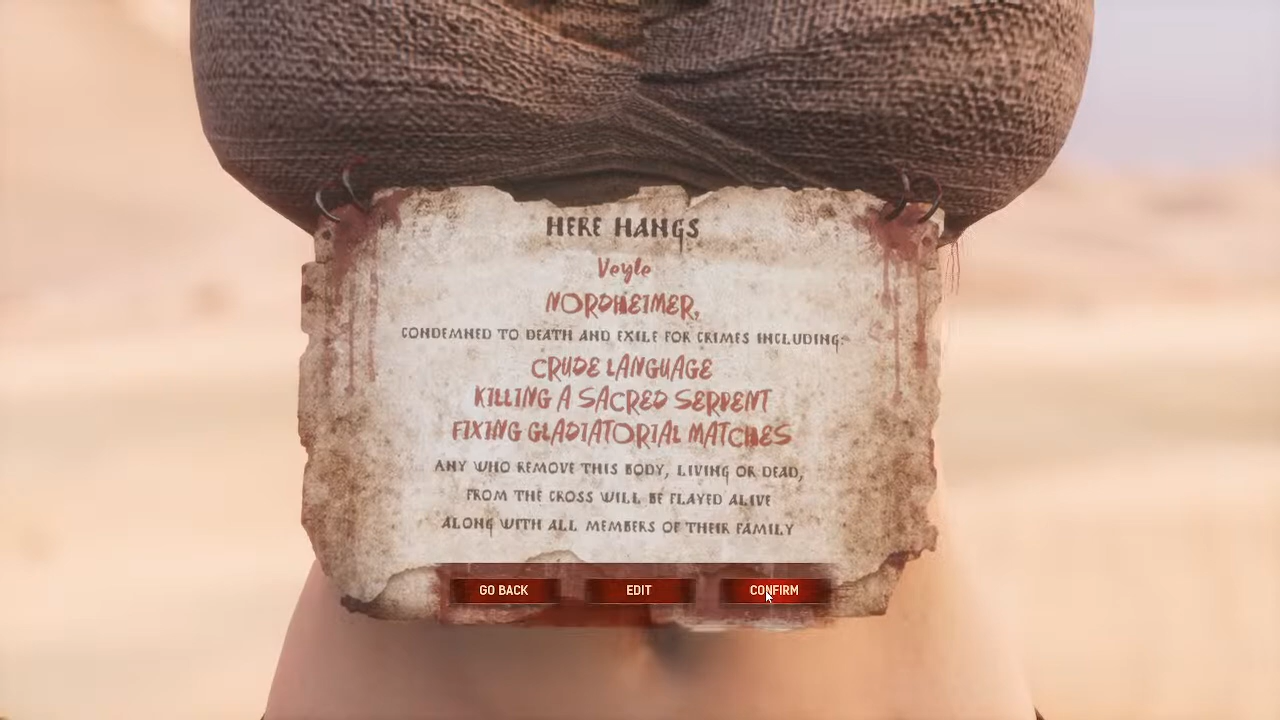 HERE HANGS
Veyle
NORDHEIMER,
CONDEMNED TO DEATH AND EXILE FOR CRIMES INCLUDING:
CRUDE LANGUAGE
KILLING A SACRED SERPENT
FIXING GLADIATORIAL MATCHES
ANY WHO REMOVE THIS BODY, LIVING OR DEAD,
FROM THE CROSS WILL BE FLAYED ALIVE
ALONG WITH ALL MEMBERS OF THEIR FAMILY
GO BACK EDIT CONFIRM